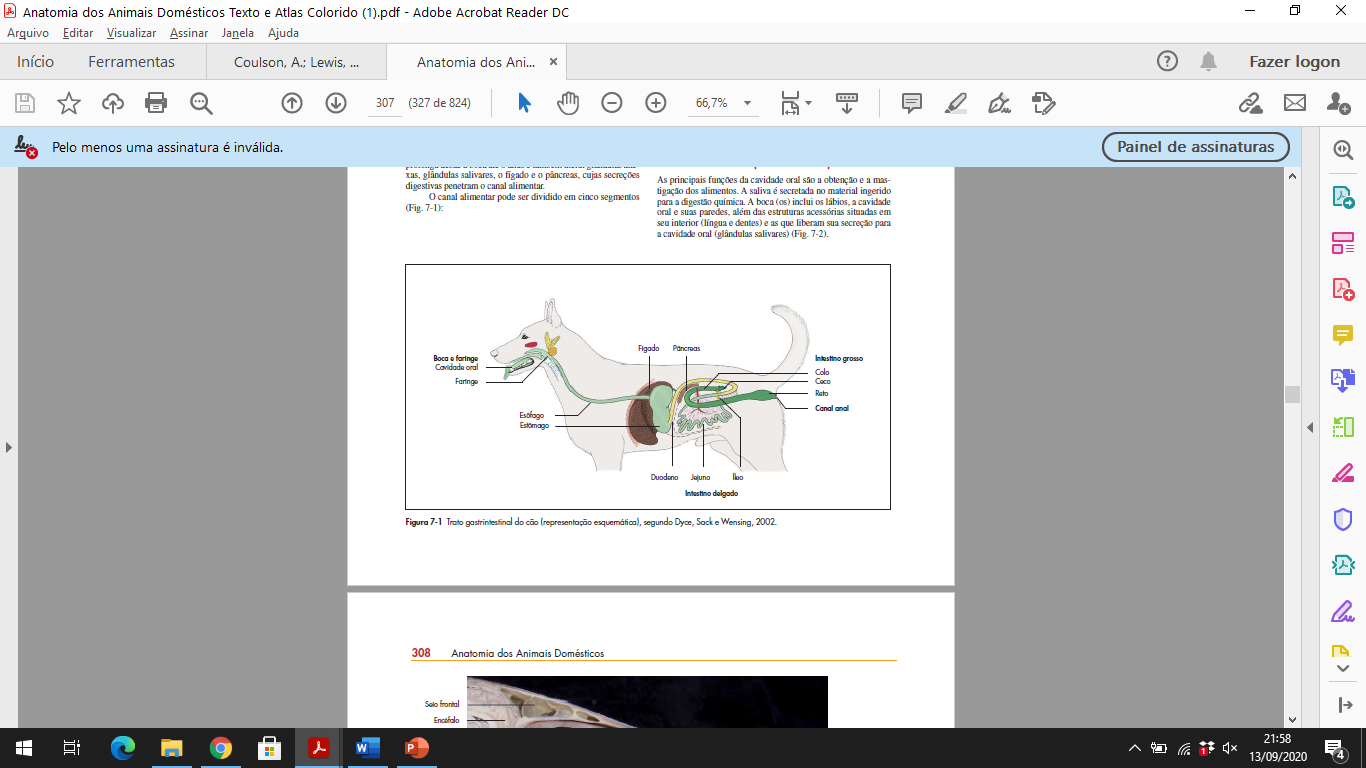 Anatomia dos Animais Domésticos Texto e Atlas Colorido (1).pdf - Adobe Acrobat Reader DC
Arquivo Editar Visualizar Assinar Janela Ajuda
Início Ferramentas Coulson, A.; Lewis, ... Anatomia dos Ani... Fazer logon
307 (327 de 824) 66,7%
Pelo menos uma assinatura é inválida. Painel de assinaturas
xas, glândulas salivares, o fígado e o pâncreas, cujas secreções
digestivas penetram o canal alimentar.
O canal alimentar pode ser dividido em cinco segmentos
(Fig. 7-1):
As principais funções da cavidade oral são a obtenção e a mas-
tigação dos alimentos. A saliva é secretada no material ingerido
para a digestão química. A boca (os) inclui os lábios, a cavidade
oral e suas paredes, além das estruturas acessórias situadas em
seu interior (língua e dentes) e as que liberam sua secreção para
a cavidade oral (glândulas salivares) (Fig. 7-2).
Boca e faringe
Cavidade oral
Faringe
Esôfago
Estômago
Fígado
Pâncreas
Intestino grosso
Colo
Ceco
Reto
Canal anal
Duodeno
Jejuno
Íleo
Intestino delgado
Figura 7-1 Trato gastrintestinal do cão (representação esquemática), segundo Dyce, Sack e Wensing, 2002.
308 Anatomia dos Animais Domésticos
Seio frontal
Encéfalo
21:58
13/09/2020
4